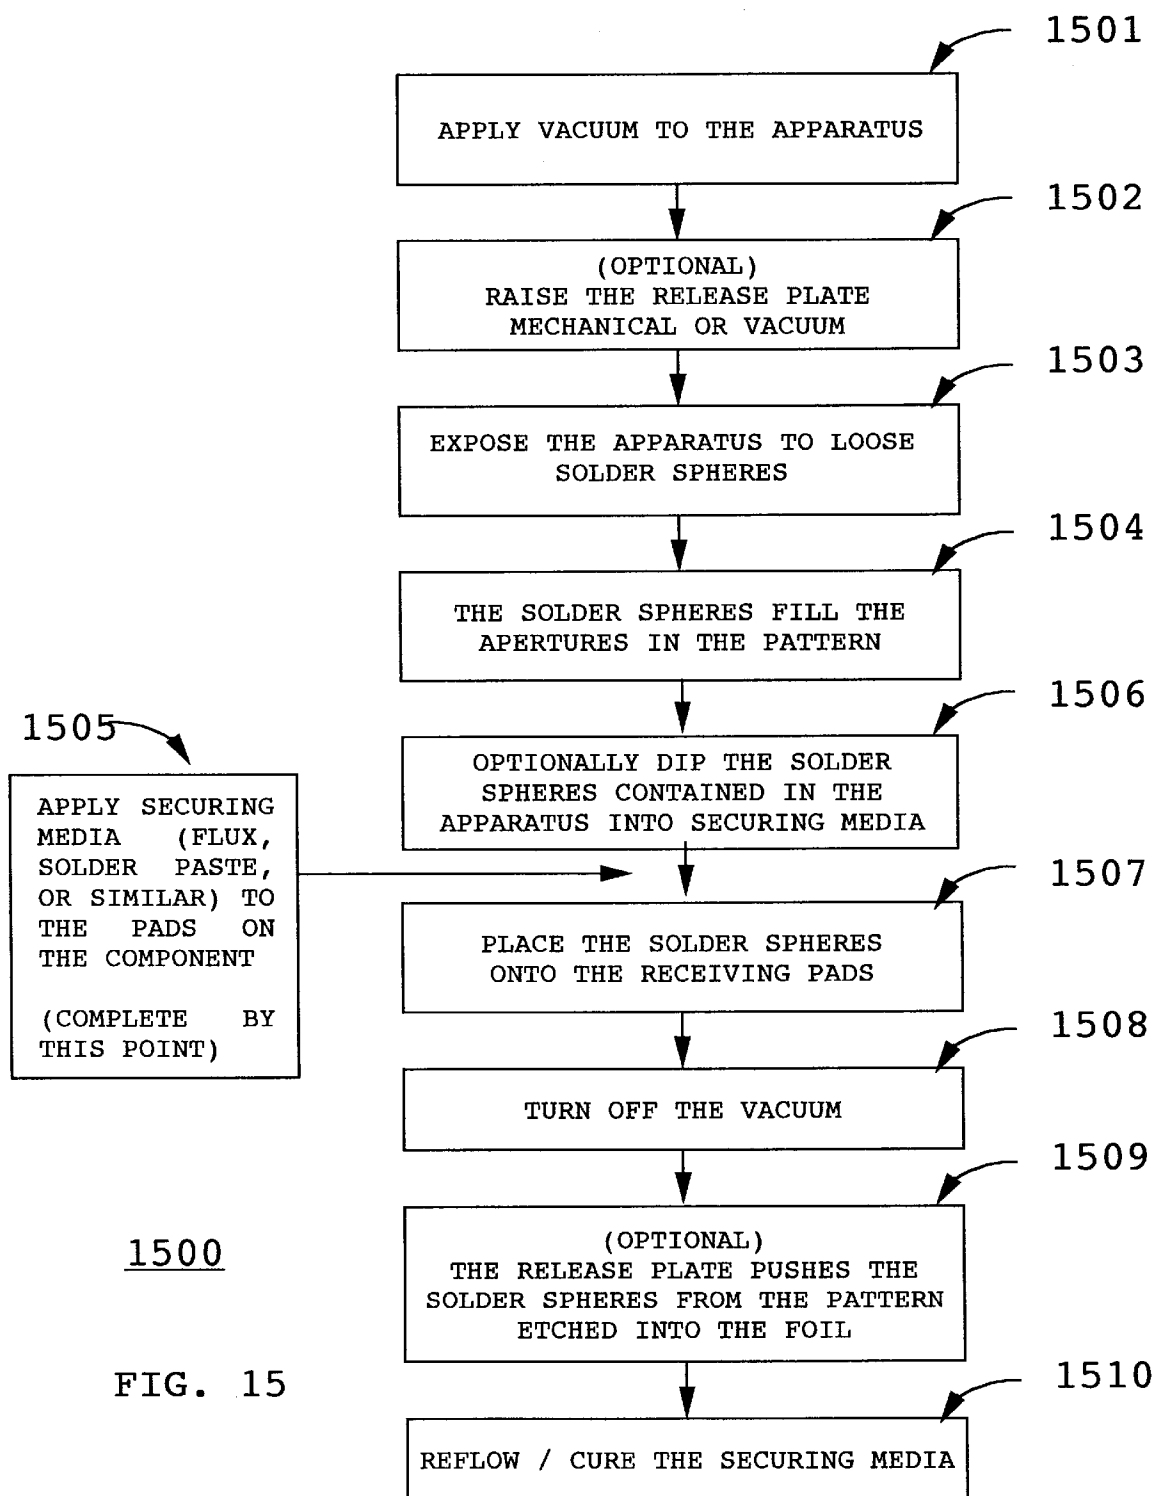 1501
APPLY VACUUM TO THE APPARATUS
1502
(OPTIONAL)
RAISE THE RELEASE PLATE
MECHANICAL OR VACUUM
1503
EXPOSE THE APPARATUS TO LOOSE
SOLDER SPHERES
1504
THE SOLDER SPHERES FILL THE
APERTURES IN THE PATTERN
1505
APPLY SECURING
MEDIA (FLUX,
SOLDER PASTE,
OR SIMILAR) TO
THE PADS ON
THE COMPONENT
(COMPLETE BY
THIS POINT)
1506
OPTIONALLY DIP THE SOLDER
SPHERES CONTAINED IN THE
APPARATUS INTO SECURING MEDIA
1507
PLACE THE SOLDER SPHERES
ONTO THE RECEIVING PADS
1508
TURN OFF THE VACUUM
1509
(OPTIONAL)
THE RELEASE PLATE PUSHES THE
SOLDER SPHERES FROM THE PATTERN
ETCHED INTO THE FOIL
1510
REFLOW / CURE THE SECURING MEDIA
1500
FIG. 15